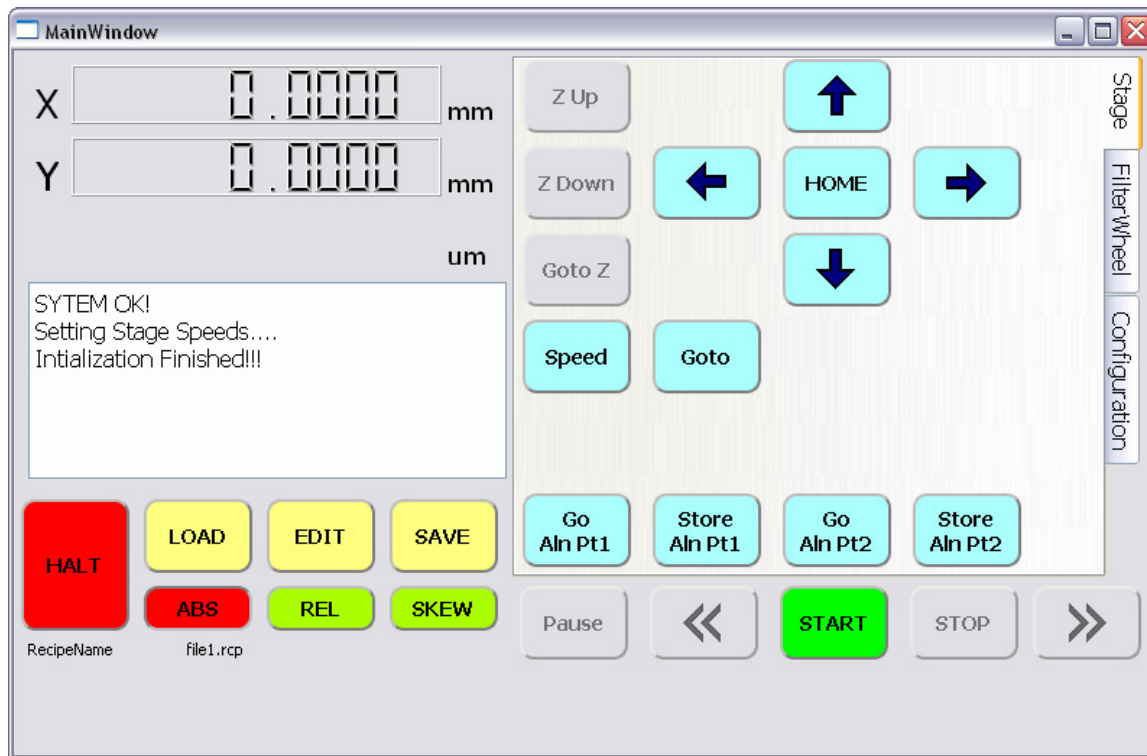 MainWindow
X 0.0000 mm
Y 0.0000 mm
um
SYTEM OK!
Setting Stage Speeds....
Intialization Finished!!!
HALT
LOAD
EDIT
SAVE
ABS
REL
SKEW
RecipeName file1.rcp
Z Up
Z Down
HOME
Goto Z
Speed
Goto
Go
Aln Pt1
Store
Aln Pt1
Go
Aln Pt2
Store
Aln Pt2
Stage
FilterWheel
Configuration
Pause
START
STOP